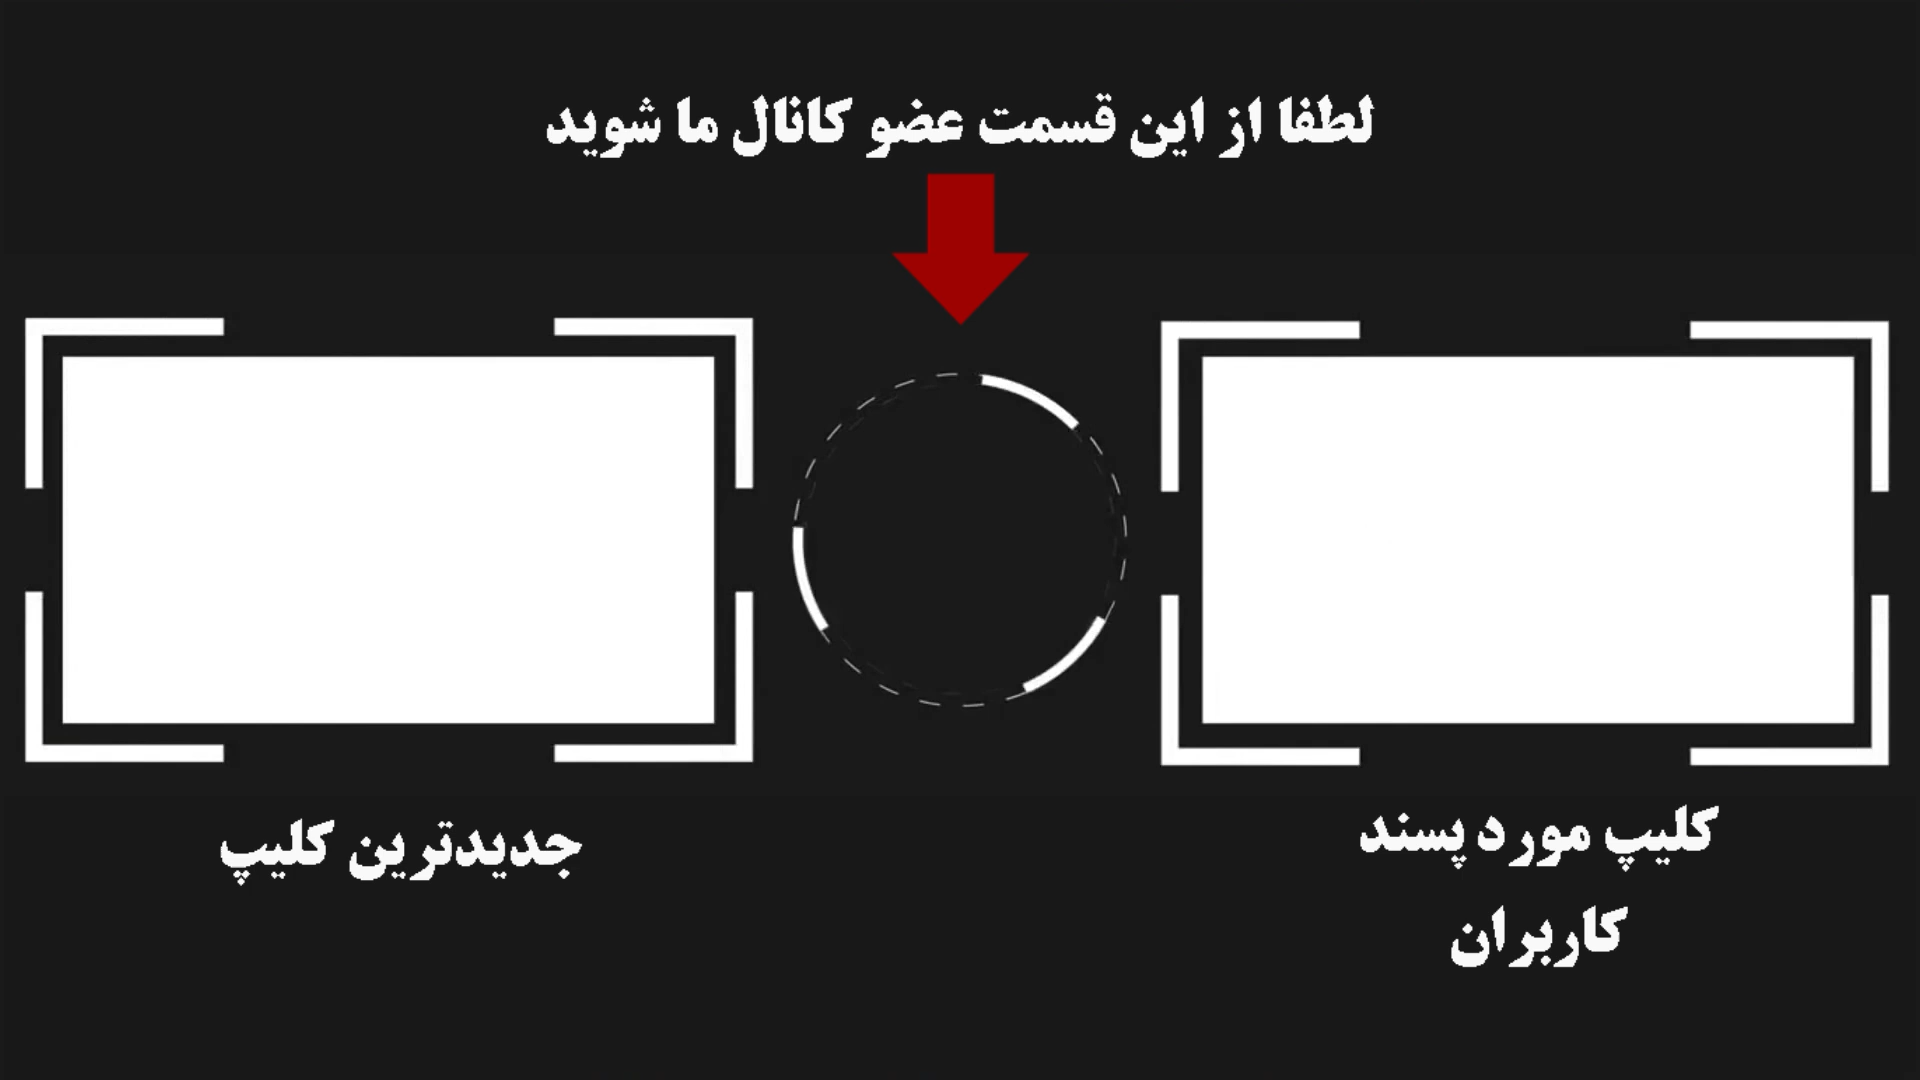 لطفا از این قسمت عضو کانال ما شوید
کلیپ مورد پسند
کاربران
جدیدترین کلیپ